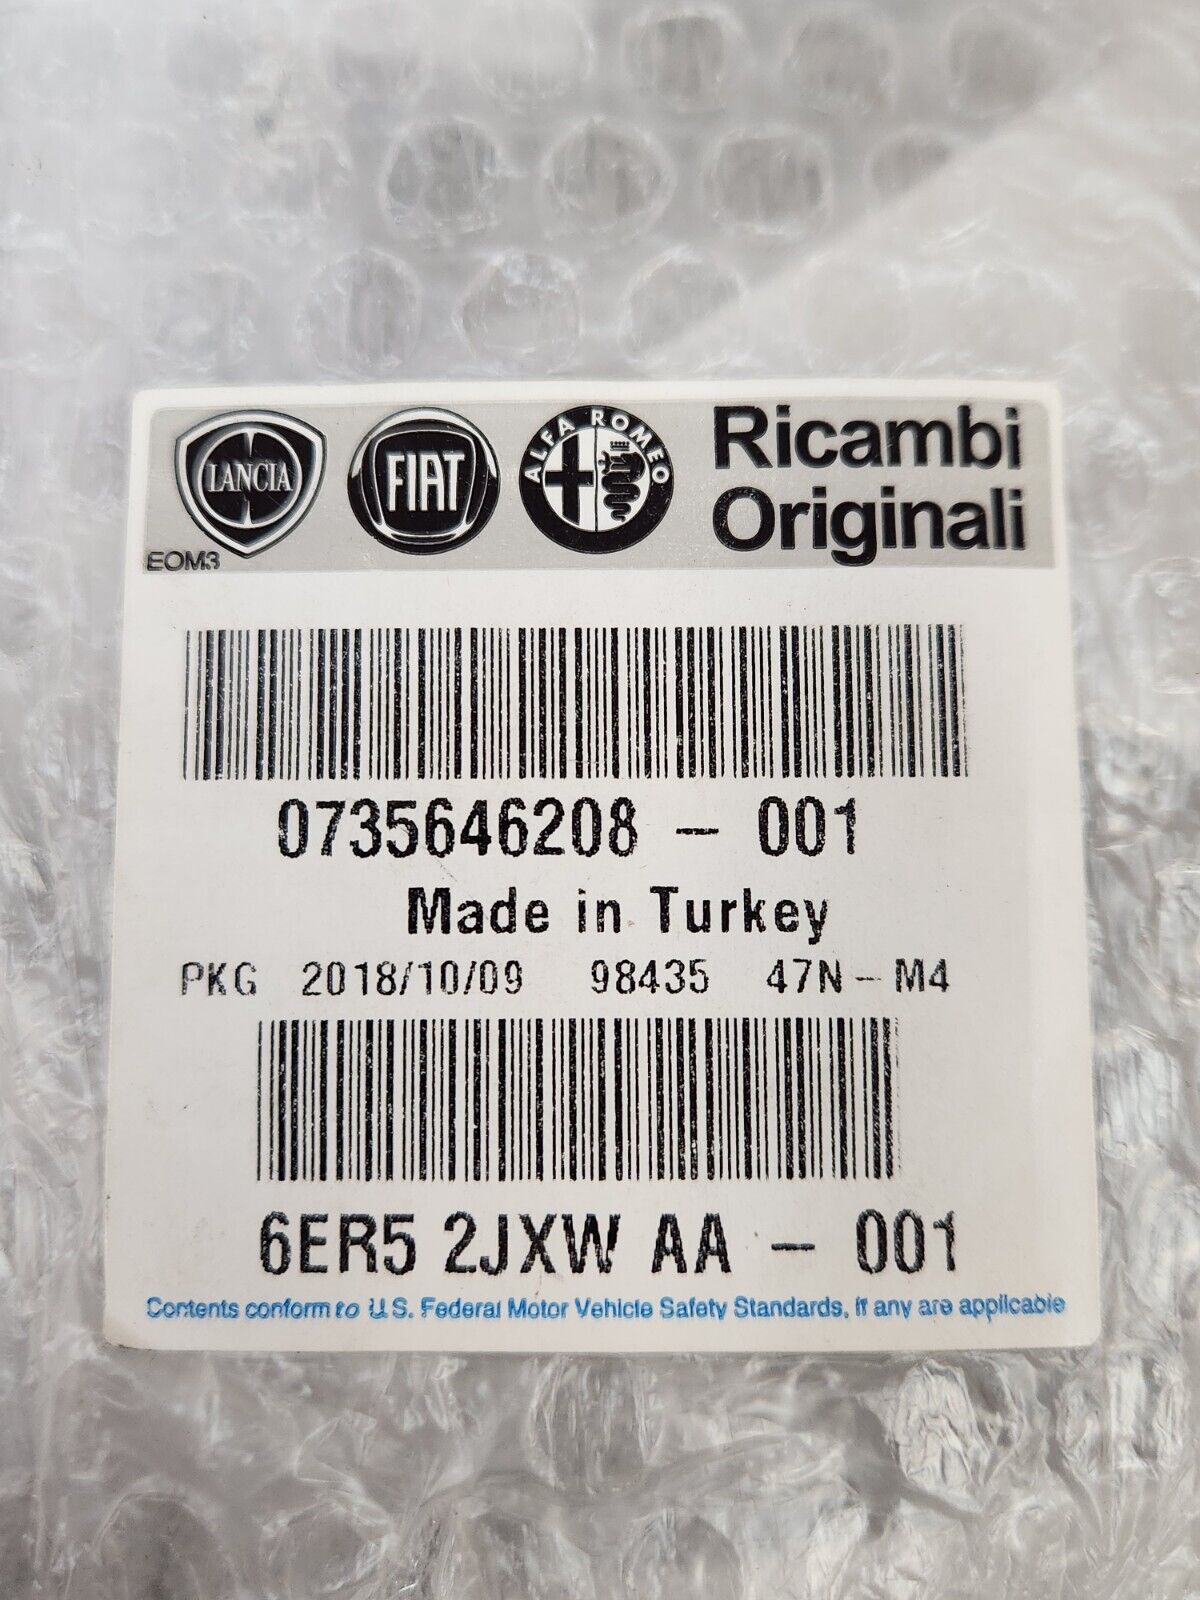 LANCIA FIAT ALFA ROMEO Ricambi
Originali
EOM3
0735646208 - 001
Made in Turkey
PKG 2018/10/09 98435 47N-M4
6ER5 2JXW AA - 001
Contents conform to U.S. Federal Motor Vehicle Safety Standards, if any are applicable